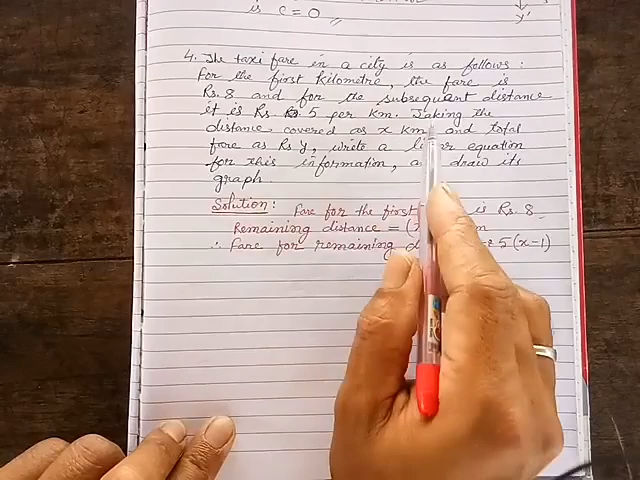 is c = 0
y'
4. The taxi fare in a city is as follows:
For the first kilometre, the fare is
Rs. 8 and for the subsequant distance
it is Rs. 5 per km. Taking the
distance covered as x km and total
fare as Rs y, write a equation
for this information, draw its
graph.
Solution: Fare for the first is Rs. 8
Remaining distance = (
∴ Fare for remaining 5(x-1)